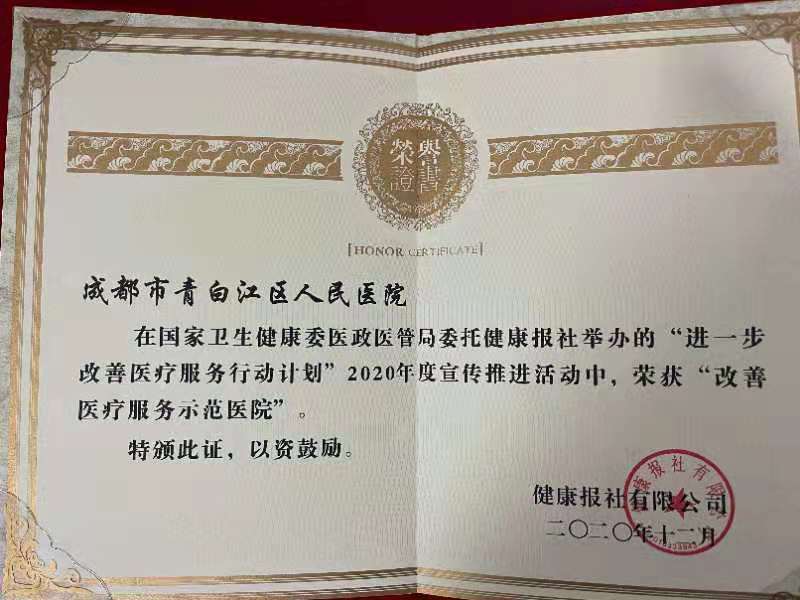 榮譽
證書
[HONOR CERTIFICATE]
成都市青白江区人民医院
在国家卫生健康委医政医管局委托健康报社举办的“进一步
改善医疗服务行动计划”2020年度宣传推进活动中，荣获“改善
医疗服务示范医院”。
特颁此证，以资鼓励。
健康报社有限公司
二〇二〇年十二月